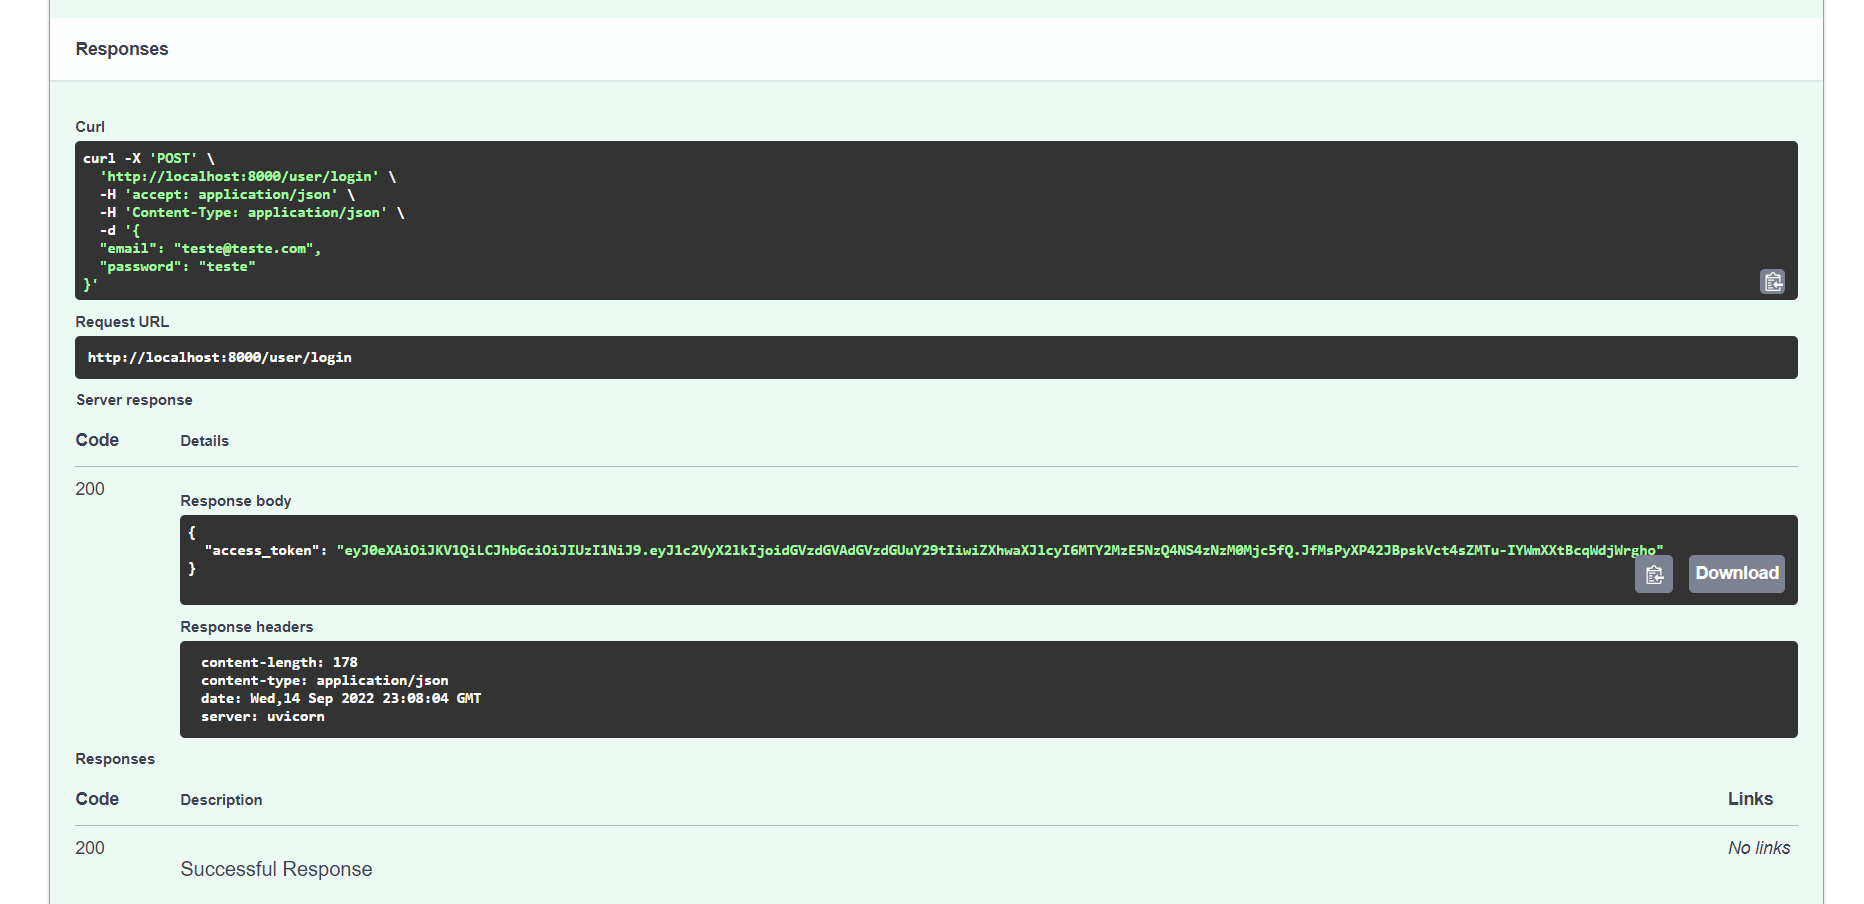 Responses
Curl
curl -X 'POST' \
'http://localhost:8000/user/login' \
-H 'accept: application/json' \
-H 'Content-Type: application/json' \
-d '{
"email": "teste@teste.com",
"password": "teste"
}'
Request URL
http://localhost:8000/user/login
Server response
Code Details
200
Response body
{
"access_token": "eyJ0eXAiOiJKV1QiLCJhbGciOiJIUzI1NiJ9.eyJ1c2VyX2lkIjoidGVzdGVAdGVzdGUuY29tIiwiZXhwaXJlcyI6MTY2MzE5NzQ4NS4zNzM0Mjc5fQ.JfMsPyXP42JBpskVct4sZMTu-IYWmXXtBcqWdjWrgho"
}
Download
Response headers
content-length: 178
content-type: application/json
date: Wed,14 Sep 2022 23:08:04 GMT
server: uvicorn
Responses
Code Description Links
200 No links
Successful Response